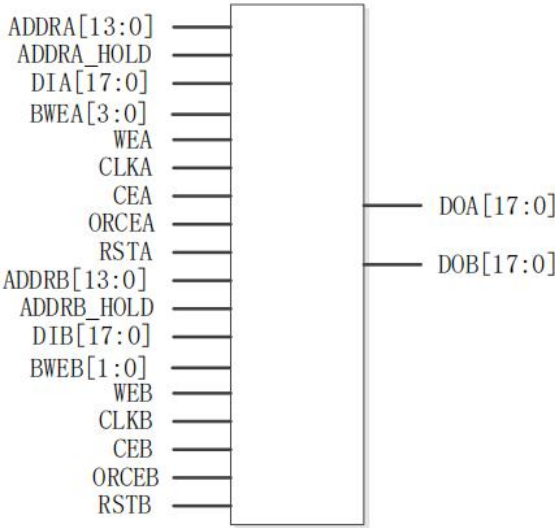 ADDRA[13:0]
ADDRA_HOLD
DIA[17:0]
BWEA[3:0]
WEA
CLKA
CEA
ORCEA
RSTA
ADDRB[13:0]
ADDRB_HOLD
DIB[17:0]
BWEB[1:0]
WEB
CLKB
CEB
ORCEB
RSTB
DOA[17:0]
DOB[17:0]